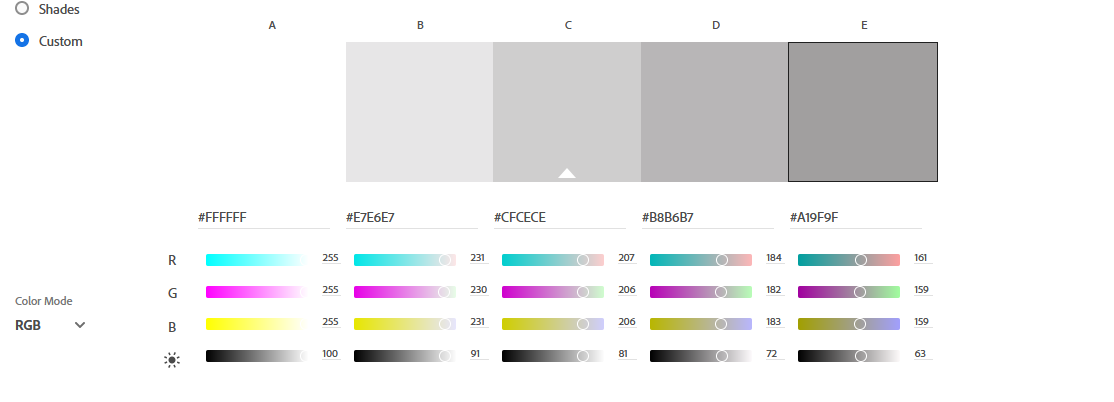 Shades
A B C D E
Custom
#FFFFFF #E7E6E7 #CFCECE #B8B6B7 #A19F9F
R 255 231 207 184 161
G 255 230 206 182 159
Color Mode
RGB
B 255 231 206 183 159
100 91 81 72 63